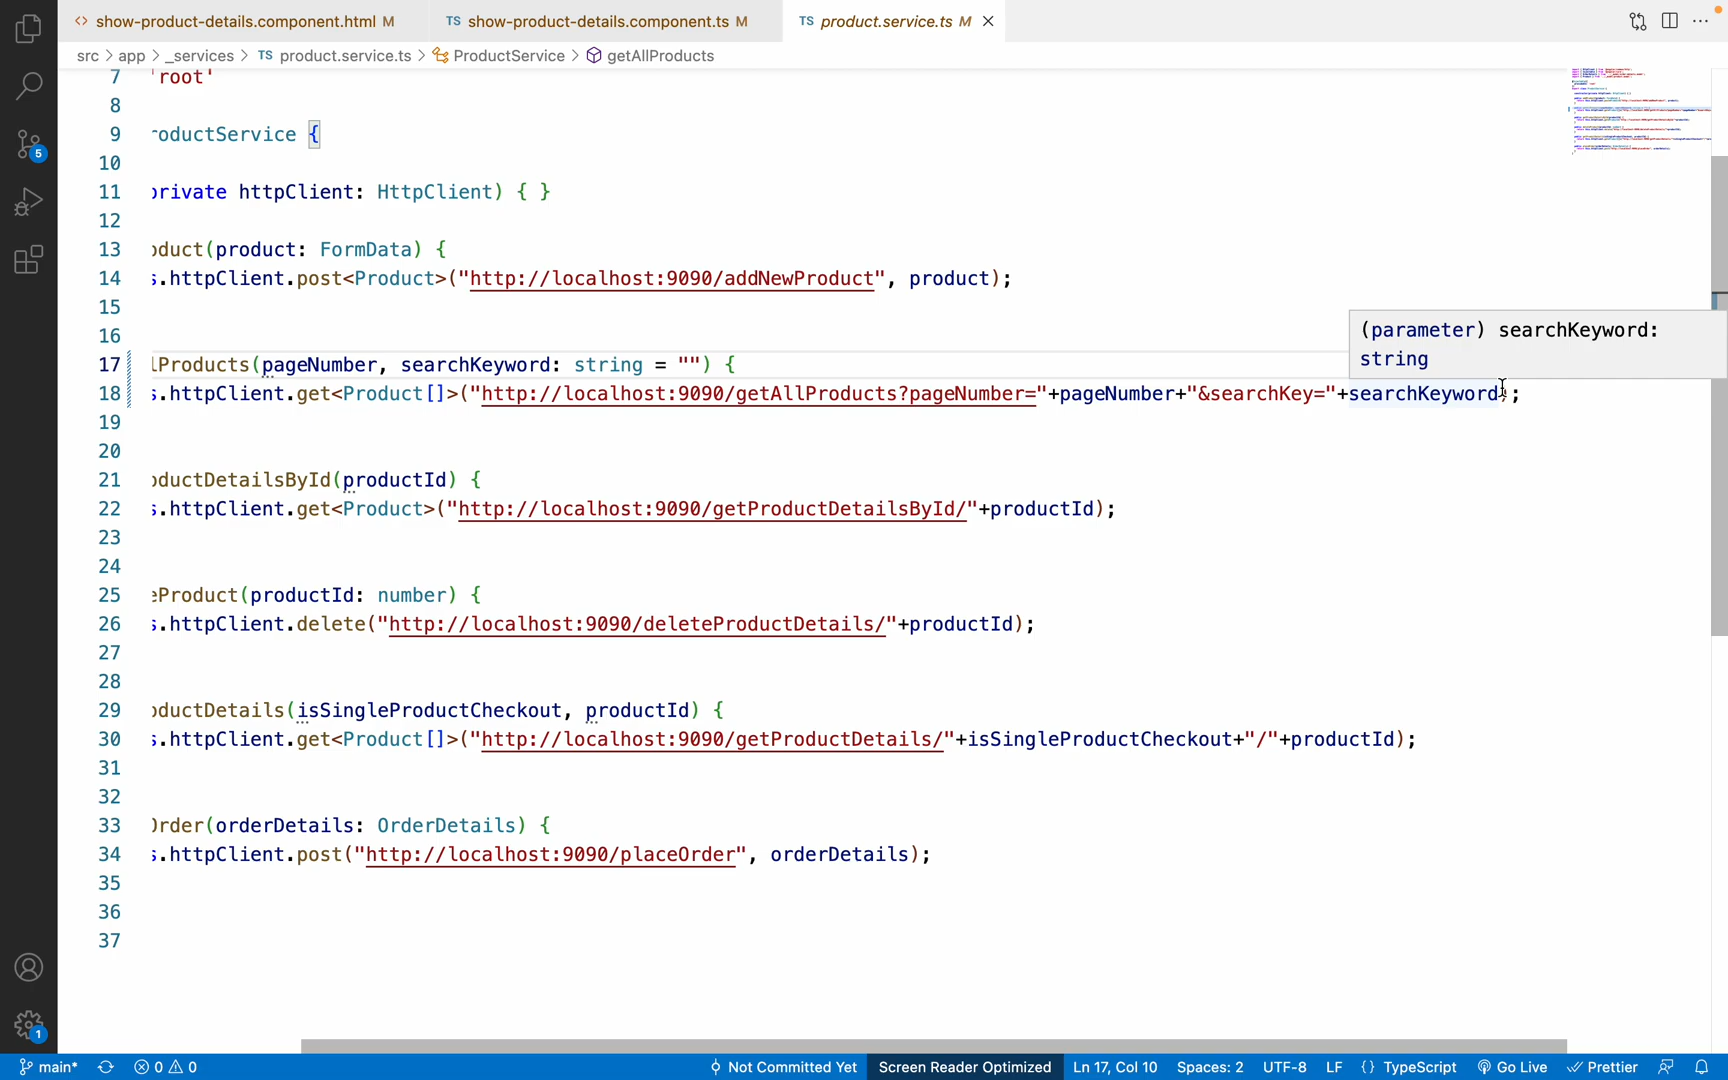 <> show-product-details.component.html M
TS show-product-details.component.ts M
TS product.service.ts M
src > app > _services > TS product.service.ts > ProductService > getAllProducts
7 'root'
8
9 roductService {
10
11 private httpClient: HttpClient) { }
12
13 oduct(product: FormData) {
14 s.httpClient.post<Product>("http://localhost:9090/addNewProduct", product);
15
16
(parameter) searchKeyword:
string
17 lProducts(pageNumber, searchKeyword: string = "") {
18 s.httpClient.get<Product[]>("http://localhost:9090/getAllProducts?pageNumber="+pageNumber+"&searchKey="+searchKeyword);
19
20
21 oductDetailsById(productId) {
22 s.httpClient.get<Product>("http://localhost:9090/getProductDetailsById/"+productId);
23
24
25 eProduct(productId: number) {
26 s.httpClient.delete("http://localhost:9090/deleteProductDetails/"+productId);
27
28
29 oductDetails(isSingleProductCheckout, productId) {
30 s.httpClient.get<Product[]>("http://localhost:9090/getProductDetails/"+isSingleProductCheckout+"/"+productId);
31
32
33 Order(orderDetails: OrderDetails) {
34 s.httpClient.post("http://localhost:9090/placeOrder", orderDetails);
35
36
37
5
1
main* 0 0 Not Committed Yet Screen Reader Optimized Ln 17, Col 10 Spaces: 2 UTF-8 LF {} TypeScript Go Live Prettier